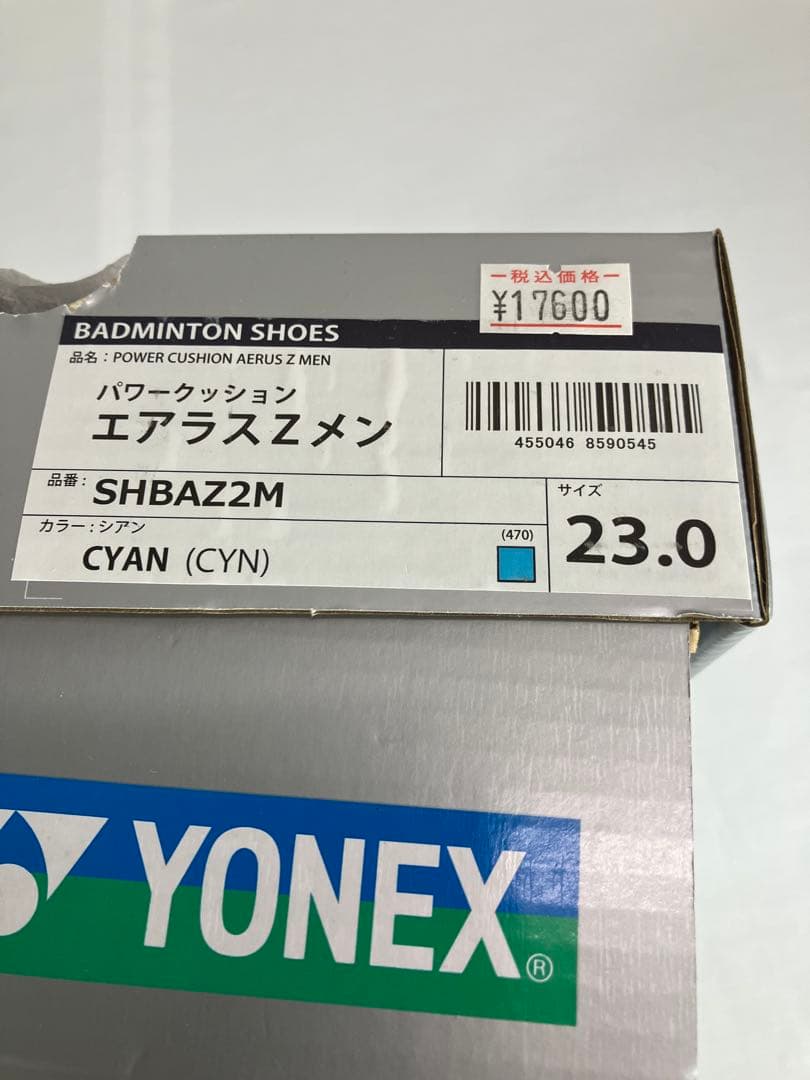 税込価格
¥17600
BADMINTON SHOES
品名：POWER CUSHION AERUS Z MEN
パワークッション
エアラスZメン
455046 8590545
品番：SHBAZ2M
カラー：シアン
CYAN (CYN)
(470)
サイズ
23.0
YONEX®